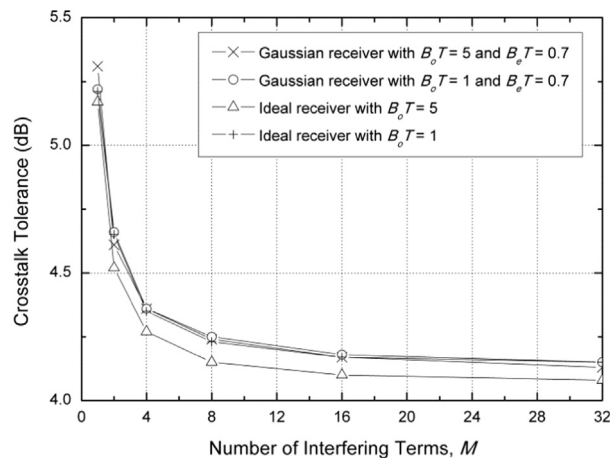 5.5
5.0
4.5
4.0
Crosstalk Tolerance (dB)
Gaussian receiver with BₒT = 5 and BₑT = 0.7
Gaussian receiver with BₒT = 1 and BₑT = 0.7
Ideal receiver with BₒT = 5
Ideal receiver with BₒT = 1
0 4 8 12 16 20 24 28 32
Number of Interfering Terms, M